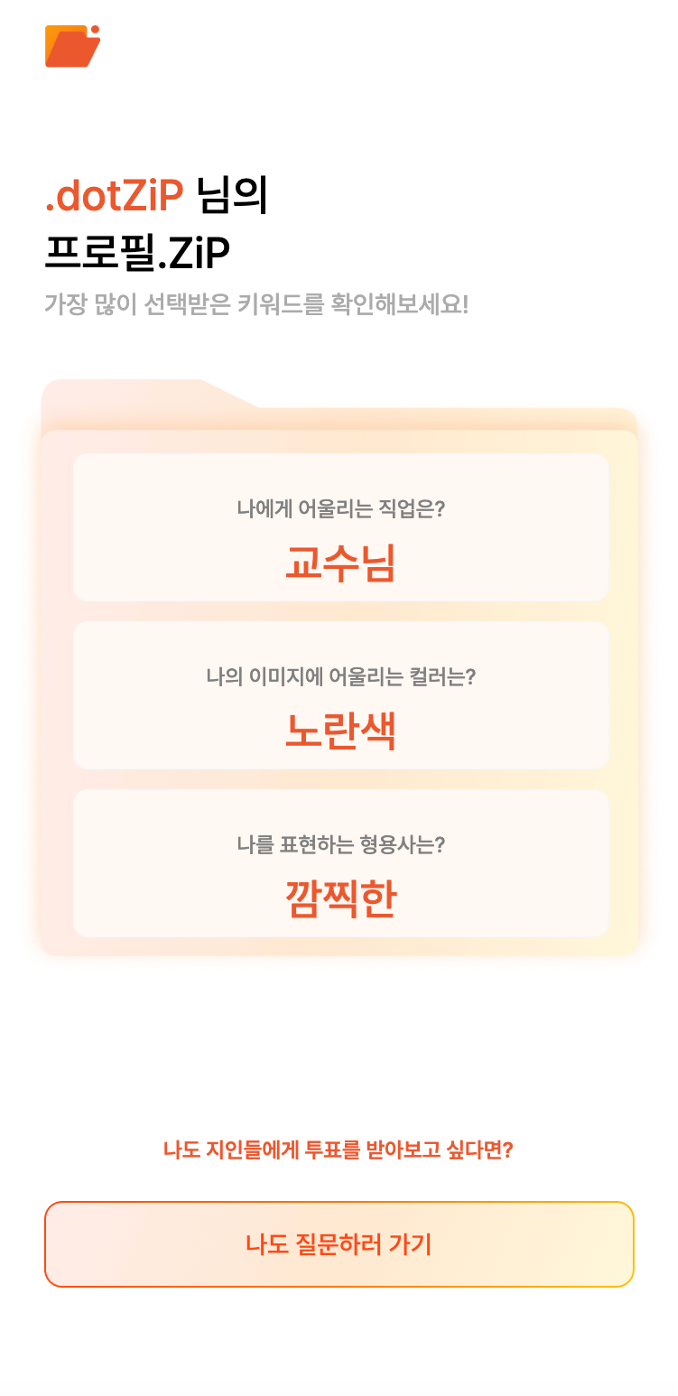 .dotZiP 님의
프로필.ZiP
가장 많이 선택받은 키워드를 확인해보세요!
나에게 어울리는 직업은?
교수님
나의 이미지에 어울리는 컬러는?
노란색
나를 표현하는 형용사는?
깜찍한
나도 지인들에게 투표를 받아보고 싶다면?
나도 질문하러 가기